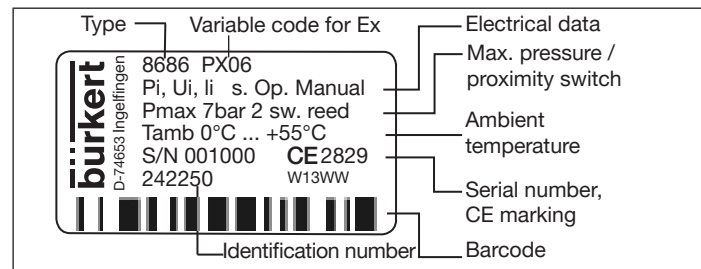 Type
Variable code for Ex
Electrical data
Max. pressure /
proximity switch
Ambient
temperature
Serial number,
CE marking
Barcode
Identification number
bürkert
D-74653 Ingelfingen
8686 PX06
Pi, Ui, Ii s. Op. Manual
Pmax 7bar 2 sw. reed
Tamb 0°C ... +55°C
S/N 001000 CE2829
242250 W13WW